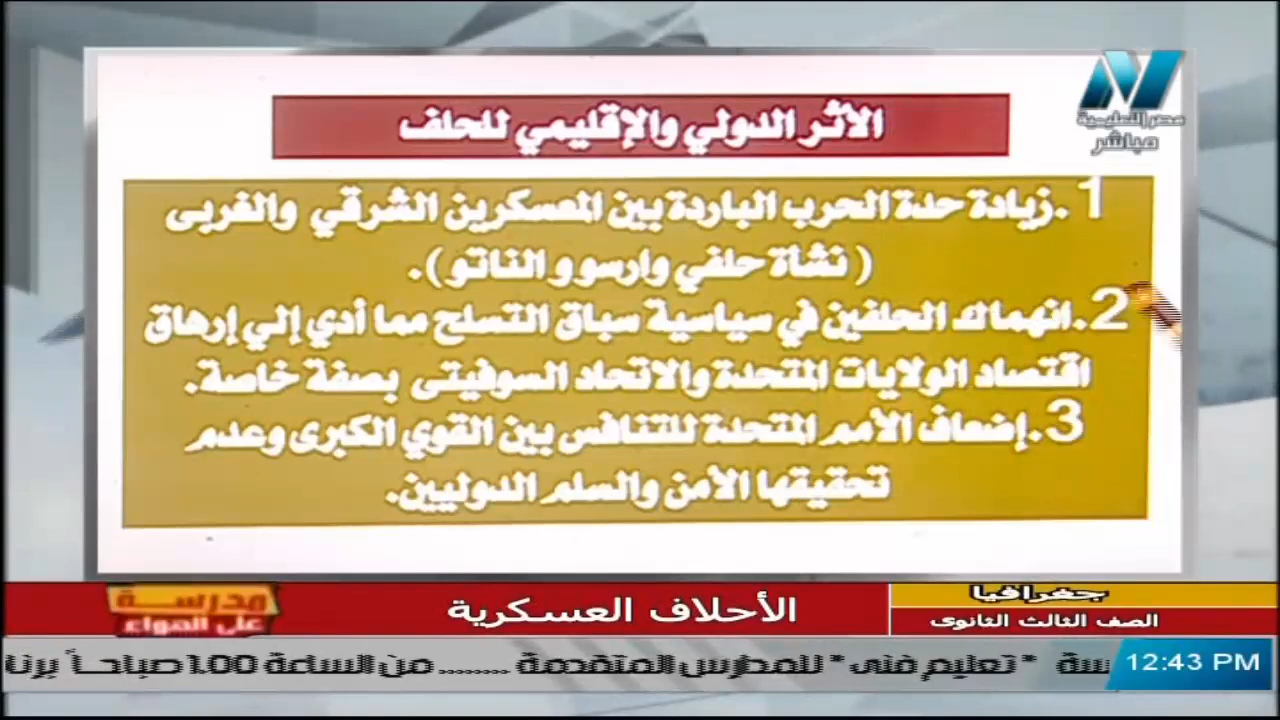 الأثر الدولي والإقليمي للحلف
مصر التعليمية
مباشر
1.زيادة حدة الحرب الباردة بين المعسكرين الشرقي والغربى
( نشأة حلفي وارسو و الناتو).
2.انهماك الحلفين في سياسية سباق التسلح مما أدي إلي إرهاق
اقتصاد الولايات المتحدة والاتحاد السوفيتى بصفة خاصة.
3.إضعاف الأمم المتحدة للتنافس بين القوي الكبرى وعدم
تحقيقها الأمن والسلم الدوليين.
جغرافيا
الصف الثالث الثانوى
الأحلاف العسكرية
مدرسة
على الهواء
12:43 PM
سة " تعليم فنى " للمدارس المتقدمة ........ من الساعة 1.00 صباحـاً برنا